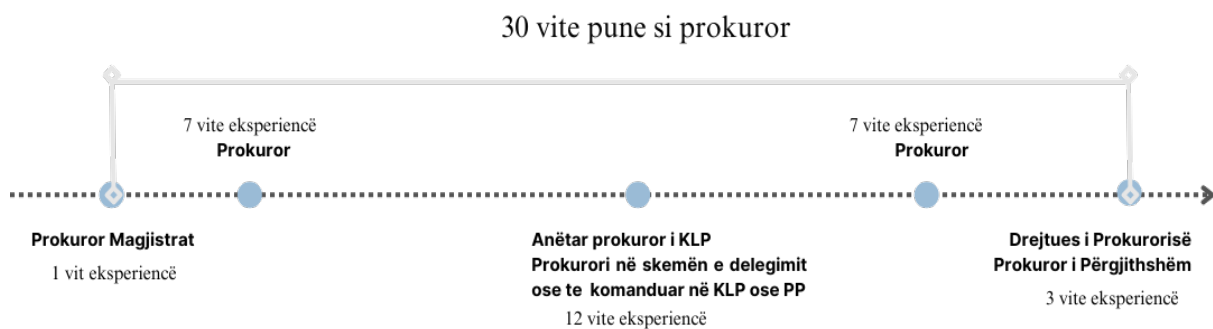 30 vite pune si prokuror
7 vite eksperiencë
Prokuror
7 vite eksperiencë
Prokuror
Prokuror Magjistrat
1 vit eksperiencë
Anëtar prokuror i KLP
Prokurori në skemën e delegimit
ose te komanduar në KLP ose PP
12 vite eksperiencë
Drejtues i Prokurorisë
Prokuror i Përgjithshëm
3 vite eksperiencë